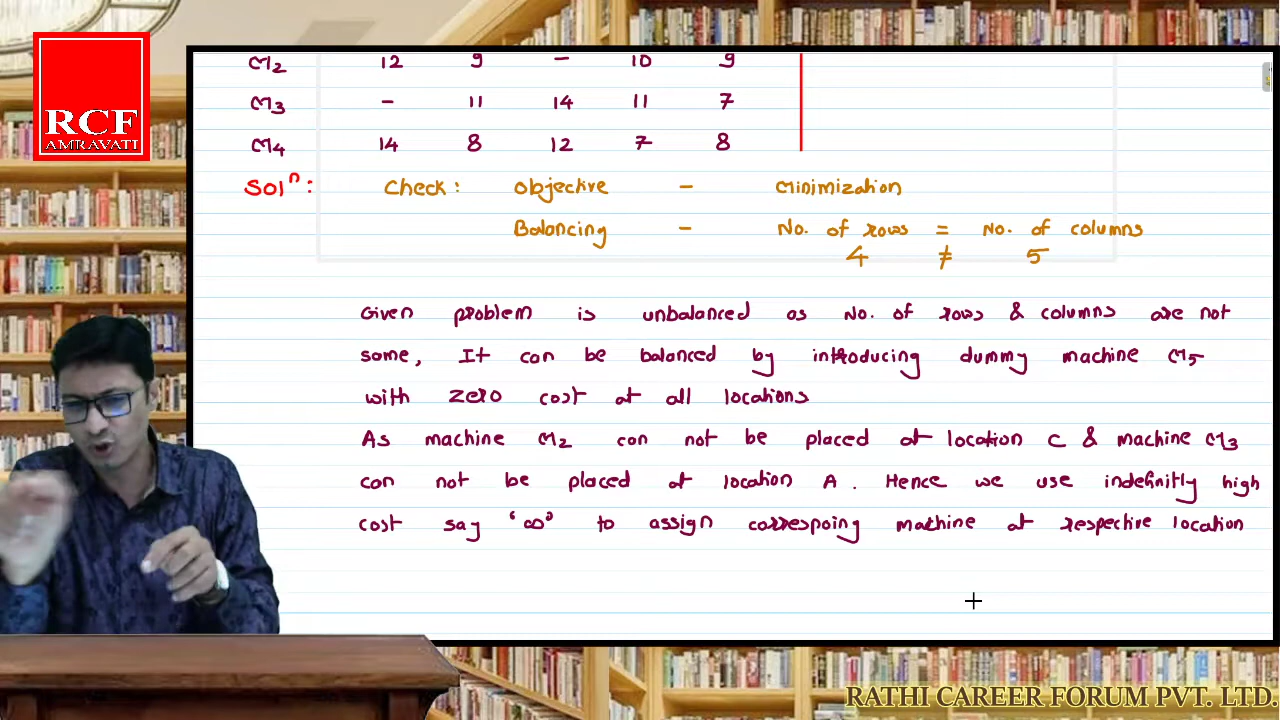 RCF
AMRAVATI
M2 12 9 - 10 9
M3 - 11 14 11 7
M4 14 8 12 7 8
Solⁿ: Check: Objective - Minimization
Balancing - No. of rows = No. of columns
4 ≠ 5
Given problem is unbalanced as No. of rows & columns are not
same, It can be balanced by introducing dummy machine M5
with zero cost at all locations
As machine M2 can not be placed at location C & machine M3
can not be placed at location A. Hence we use indefinitly high
cost say '∞' to assign correspoing machine at respective location
RATHI CAREER FORUM PVT. LTD.